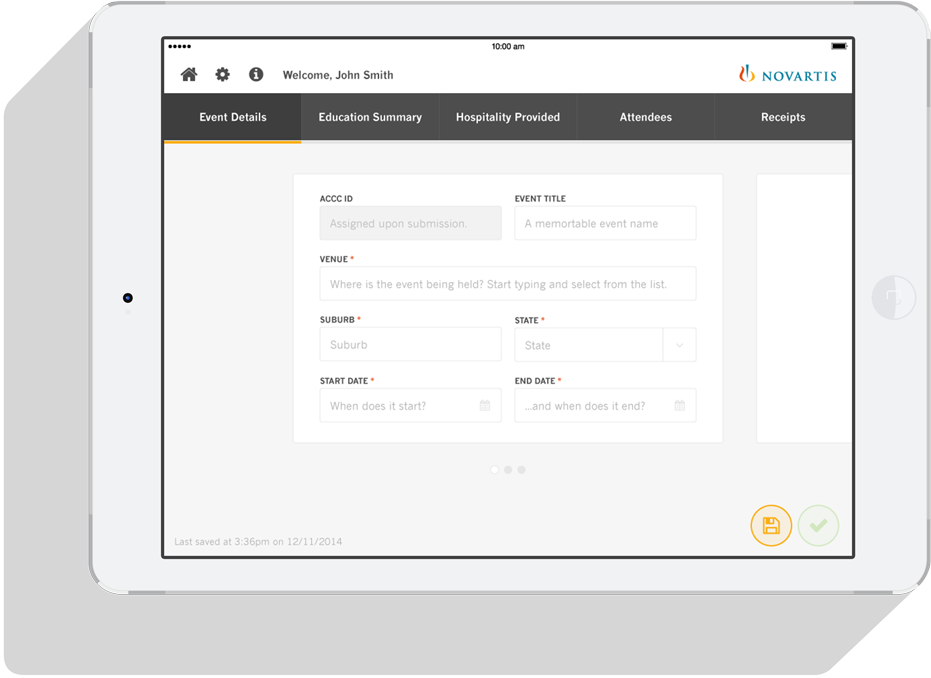 10:00 am
Welcome, John Smith
NOVARTIS
Event Details Education Summary Hospitality Provided Attendees Receipts
ACCC ID EVENT TITLE
Assigned upon submission. A memortable event name
VENUE *
Where is the event being held? Start typing and select from the list.
SUBURB * STATE *
Suburb State
START DATE * END DATE *
When does it start? ...and when does it end?
Last saved at 3:36pm on 12/11/2014